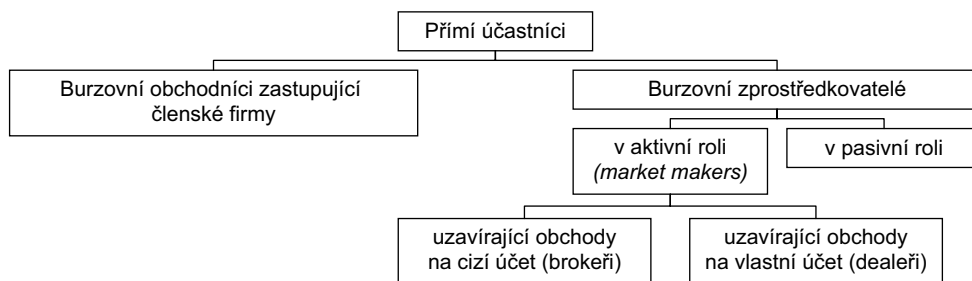 Přímí účastníci
Burzovní obchodníci zastupující
členské firmy
Burzovní zprostředkovatelé
v aktivní roli
(market makers)
v pasivní roli
uzavírající obchody
na cizí účet (brokeři)
uzavírající obchody
na vlastní účet (dealeři)